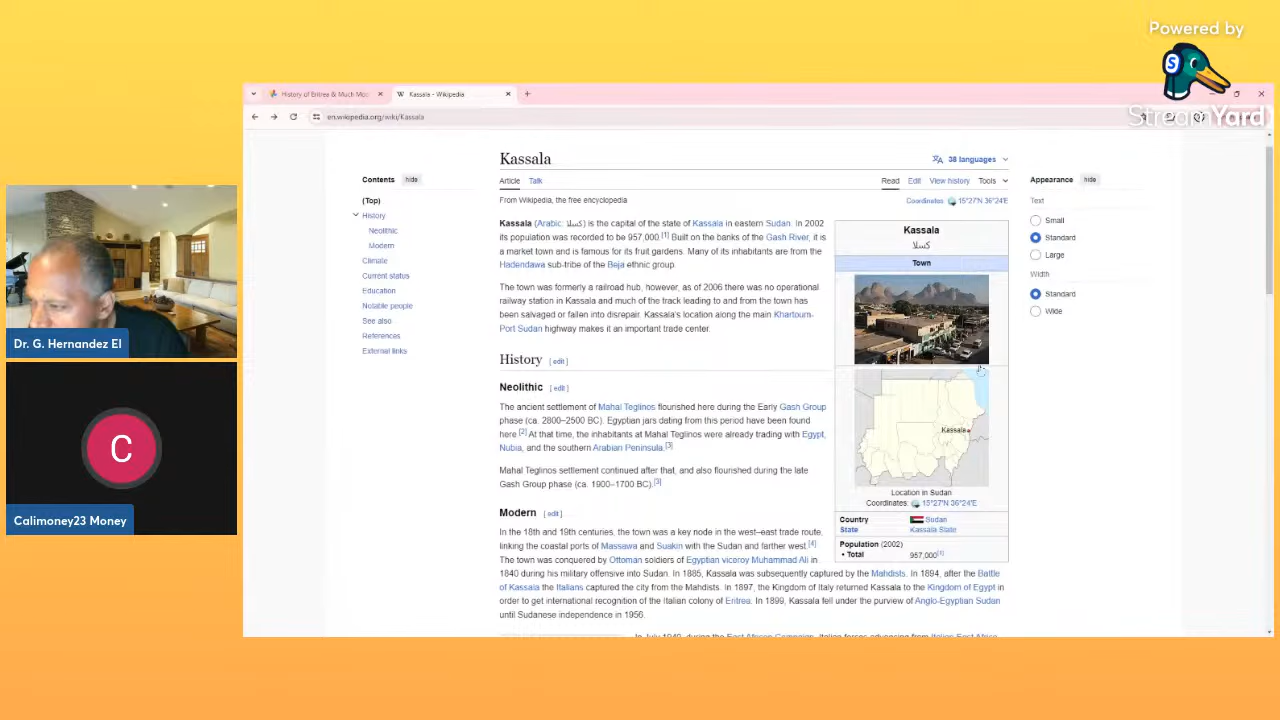 Powered by
StreamYard
History of Eritrea & Much Mo
Kassala - Wikipedia
en.wikipedia.org/wiki/Kassala
Kassala
38 languages
Contents hide
Article Talk
Read Edit View history Tools
Appearance hide
(Top)
From Wikipedia, the free encyclopedia
Coordinates 15°27′N 36°24′E
Text
History
Small
Neolithic
Standard
Modern
Large
Climate
Width
Current status
Standard
Education
Wide
Notable people
See also
References
External links
Kassala (Arabic: كسلا) is the capital of the state of Kassala in eastern Sudan. In 2002
its population was recorded to be 957,000.[1] Built on the banks of the Gash River, it is
a market town and is famous for its fruit gardens. Many of its inhabitants are from the
Hadendawa sub-tribe of the Beja ethnic group.
The town was formerly a railroad hub, however, as of 2006 there was no operational
railway station in Kassala and much of the track leading to and from the town has
been salvaged or fallen into disrepair. Kassala's location along the main Khartoum-
Port Sudan highway makes it an important trade center.
History [edit]
Neolithic [edit]
The ancient settlement of Mahal Teglinos flourished here during the Early Gash Group
phase (ca. 2800–2500 BC). Egyptian jars dating from this period have been found
here.[2] At that time, the inhabitants at Mahal Teglinos were already trading with Egypt,
Nubia, and the southern Arabian Peninsula.[3]
Mahal Teglinos settlement continued after that, and also flourished during the late
Gash Group phase (ca. 1900–1700 BC).[3]
Modern [edit]
In the 18th and 19th centuries, the town was a key node in the west–east trade route,
linking the coastal ports of Massawa and Suakin with the Sudan and farther west.[4]
The town was conquered by Ottoman soldiers of Egyptian viceroy Muhammad Ali in
1840 during his military offensive into Sudan. In 1885, Kassala was subsequently captured by the Mahdists. In 1894, after the Battle
of Kassala the Italians captured the city from the Mahdists. In 1897, the Kingdom of Italy returned Kassala to the Kingdom of Egypt in
order to get international recognition of the Italian colony of Eritrea. In 1899, Kassala fell under the purview of Anglo-Egyptian Sudan
until Sudanese independence in 1956.
In July 1940, during the East African Campaign, Italian forces advancing from Italian East Africa
Kassala
كسلا
Town
Kassala
Location in Sudan
Coordinates: 15°27′N 36°24′E
Country Sudan
State Kassala State
Population (2002)
• Total 957,000[1]
Dr. G. Hernandez El
C
Calimoney23 Money